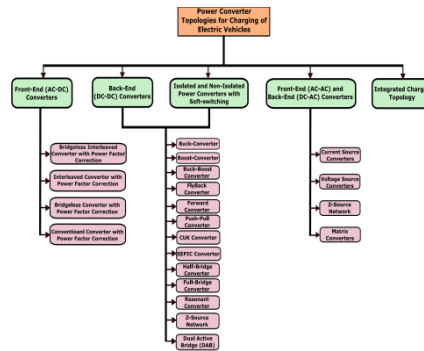 Power Converter
Topologies for Charging of
Electric Vehicles
Front-End (AC-DC)
Converters
Back-End
(DC-DC) Converters
Isolated and Non-Isolated
Power Converters with
Soft-switching
Front-End (AC-AC) and
Back-End (DC-AC) Converters
Integrated Charger
Topology
Bridgeless Interleaved
Converter with Power Factor
Correction
Interleaved Converter with
Power Factor Correction
Bridgeless Converter with
Power Factor Correction
Conventioanl Converter with
Power Factor Correction
Buck-Converter
Boost-Converter
Buck-Boost
Converter
FlyBack
Converter
Forward
Converter
Push-Pull
Converter
CUK Converter
SEPIC Converter
Half-Bridge
Converter
Full-Bridge
Converter
Resonant
Converter
Z-Source
Network
Dual Active
Bridge (DAB)
Current Source
Converters
Voltage Source
Converters
Z-Source
Network
Matrix
Converters